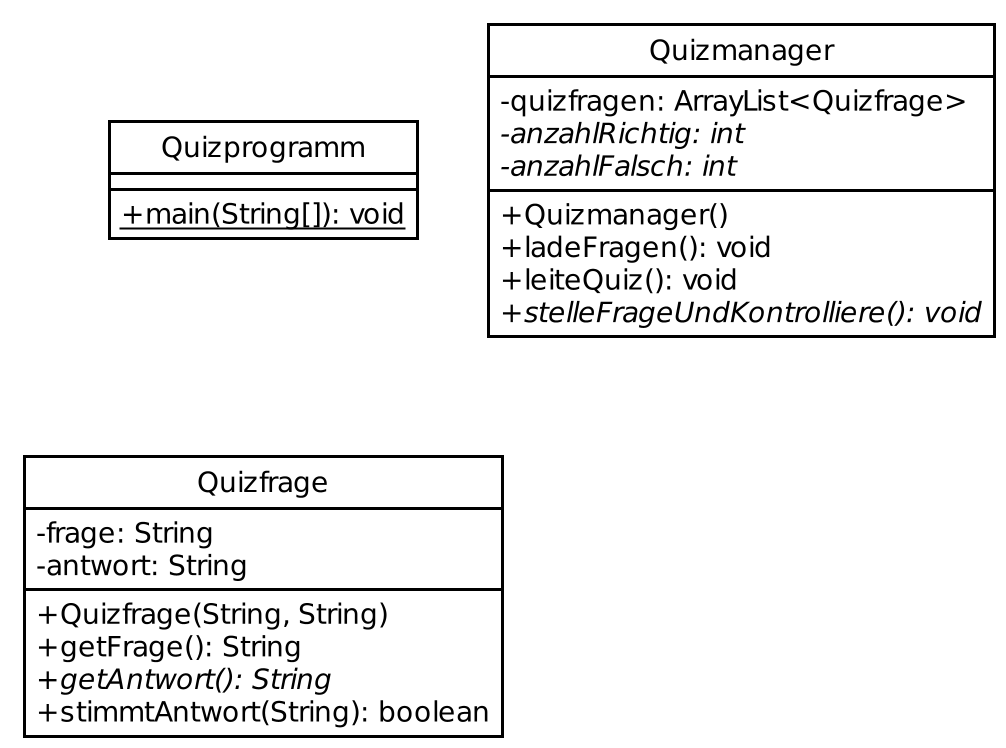 Quizprogramm
+main(String[]): void
Quizmanager
-quizfragen: ArrayList<Quizfrage>
-anzahlRichtig: int
-anzahlFalsch: int
+Quizmanager()
+ladeFragen(): void
+leiteQuiz(): void
+stelleFrageUndKontrolliere(): void
Quizfrage
-frage: String
-antwort: String
+Quizfrage(String, String)
+getFrage(): String
+getAntwort(): String
+stimmtAntwort(String): boolean